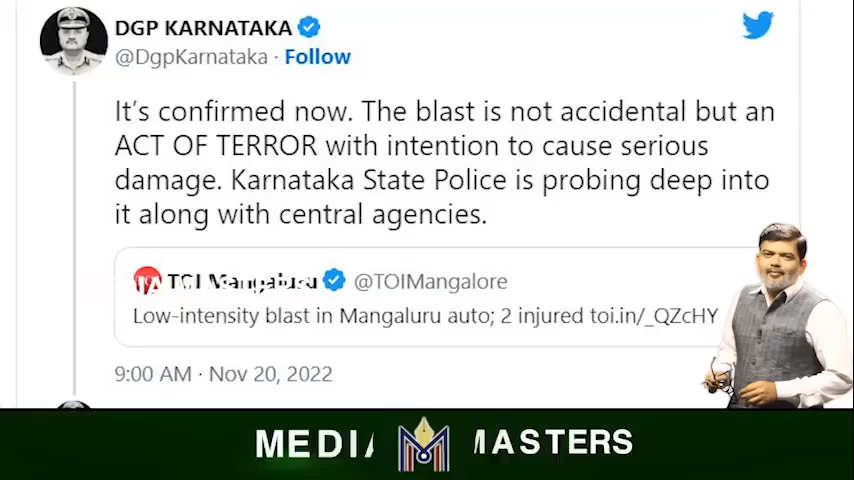 DGP KARNATAKA
@DgpKarnataka · Follow
It's confirmed now. The blast is not accidental but an
ACT OF TERROR with intention to cause serious
damage. Karnataka State Police is probing deep into
it along with central agencies.
TOI Mangaluru @TOIMangalore
Low-intensity blast in Mangaluru auto; 2 injured toi.in/_QZcHY
9:00 AM · Nov 20, 2022
MEDIA MASTERS